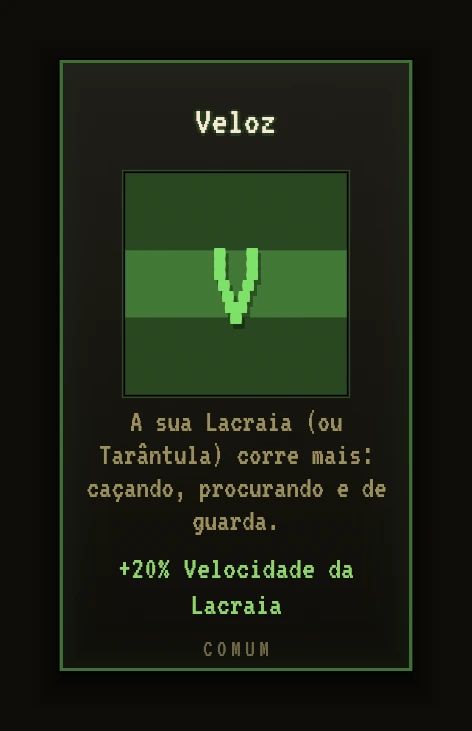 Veloz
V
A sua Lacraia (ou
Tarântula) corre mais:
caçando, procurando e de
guarda.
+20% Velocidade da
Lacraia
COMUM